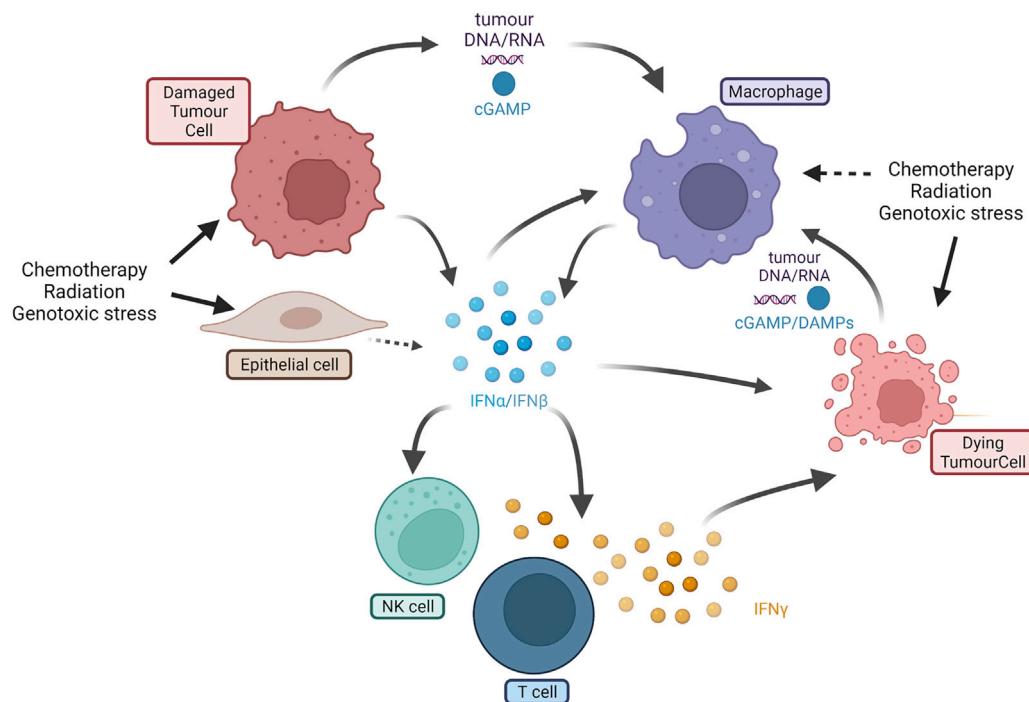 tumour
DNA/RNA
cGAMP
Damaged
Tumour
Cell
Macrophage
Chemotherapy
Radiation
Genotoxic stress
Chemotherapy
Radiation
Genotoxic stress
tumour
DNA/RNA
cGAMP/DAMPs
Epithelial cell
IFNα/IFNβ
Dying
TumourCell
NK cell
IFNγ
T cell